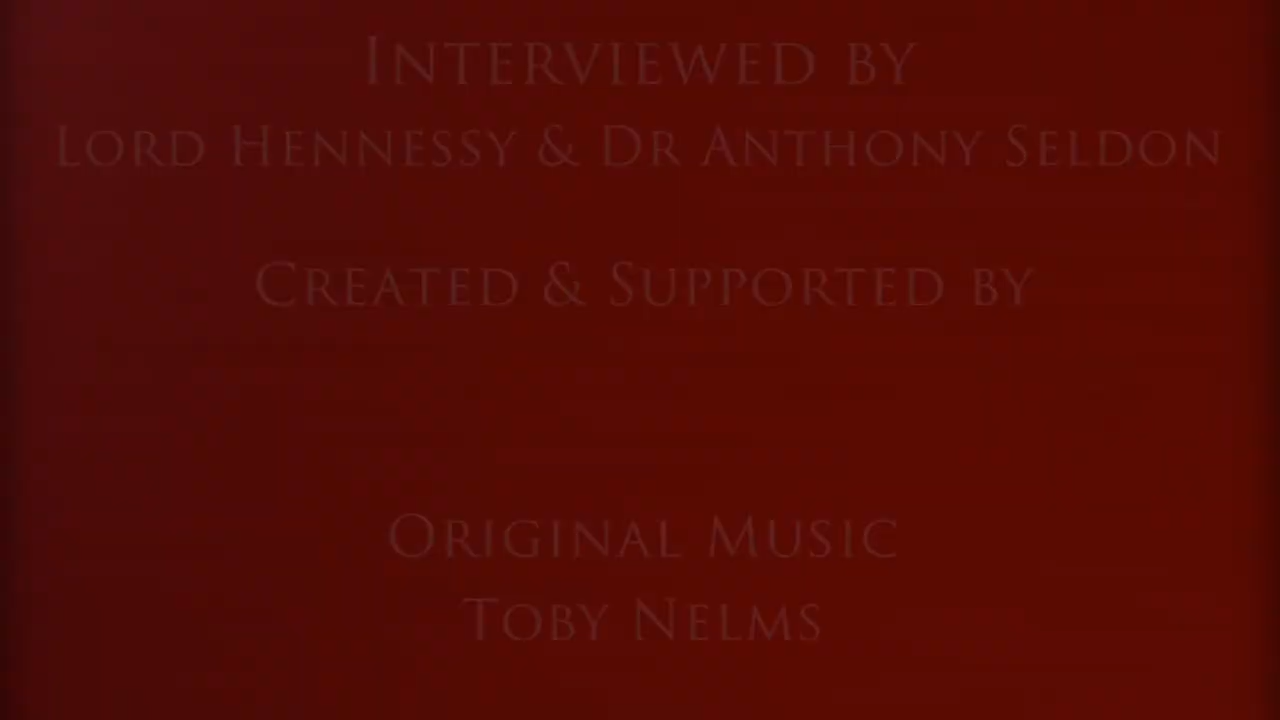 Interviewed by
Lord Hennessy & Dr Anthony Seldon
Created & Supported by
Original Music
Toby Nelms